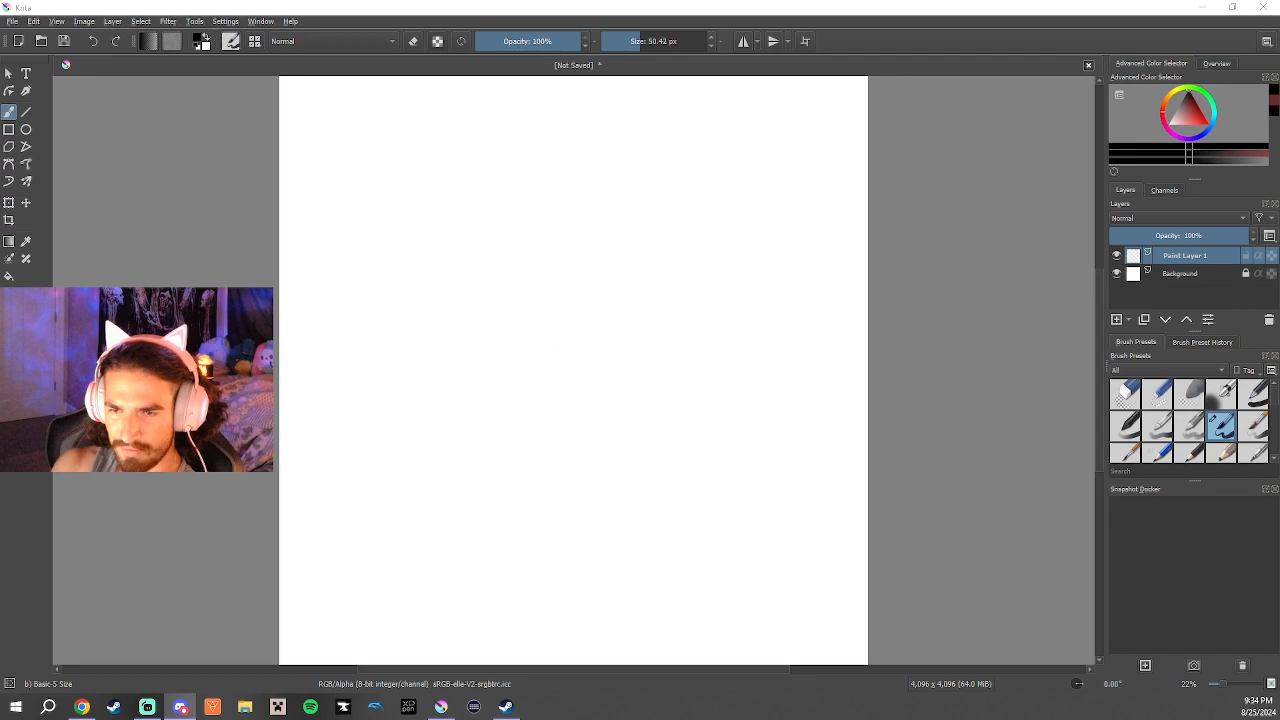 Krita
File Edit View Image Layer Select Filter Tools Settings Window Help
Normal
Opacity: 100%
Size: 50.42 px
[Not Saved] *
Advanced Color Selector Overview
Advanced Color Selector
Layers Channels
Layers
Normal
Opacity: 100%
Paint Layer 1
Background
Brush Presets Brush Preset History
Brush Presets
All
Tag
Search
Snapshot Docker
b) Basic-5 Size
RGB/Alpha (8-bit integer/channel) sRGB-elle-V2-srgbtrc.icc
4,096 x 4,096 (64.0 MiB)
0.00°
22%
XD
PEN
9:34 PM
8/25/2024